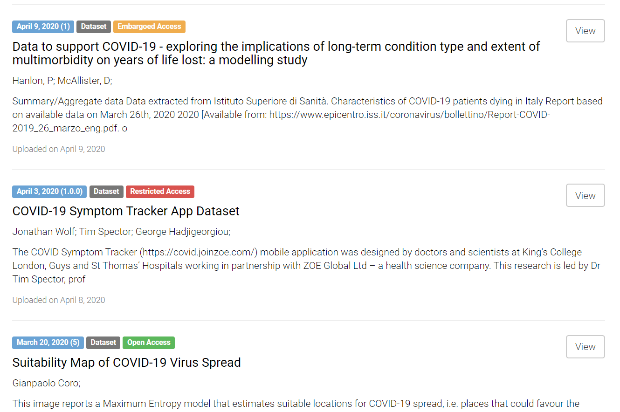 April 9, 2020 (1) Dataset Embargoed Access
View
Data to support COVID-19 - exploring the implications of long-term condition type and extent of
multimorbidity on years of life lost: a modelling study
Hanlon, P; McAllister, D;
Summary/Aggregate data Data extracted from Istituto Superiore di Sanità. Characteristics of COVID-19 patients dying in Italy Report based
on available data on March 26th, 2020 2020 [Available from: https://www.epicentro.iss.it/coronavirus/bollettino/Report-COVID-
2019_26_marzo_eng.pdf. o
Uploaded on April 9, 2020
April 3, 2020 (1.0.0) Dataset Restricted Access
View
COVID-19 Symptom Tracker App Dataset
Jonathan Wolf; Tim Spector; George Hadjigeorgiou;
The COVID Symptom Tracker (https://covid.joinzoe.com/) mobile application was designed by doctors and scientists at King's College
London, Guys and St Thomas' Hospitals working in partnership with ZOE Global Ltd – a health science company. This research is led by Dr
Tim Spector, prof
Uploaded on April 8, 2020
March 20, 2020 (5) Dataset Open Access
View
Suitability Map of COVID-19 Virus Spread
Gianpaolo Coro;
This image reports a Maximum Entropy model that estimates suitable locations for COVID-19 spread, i.e. places that could favour the